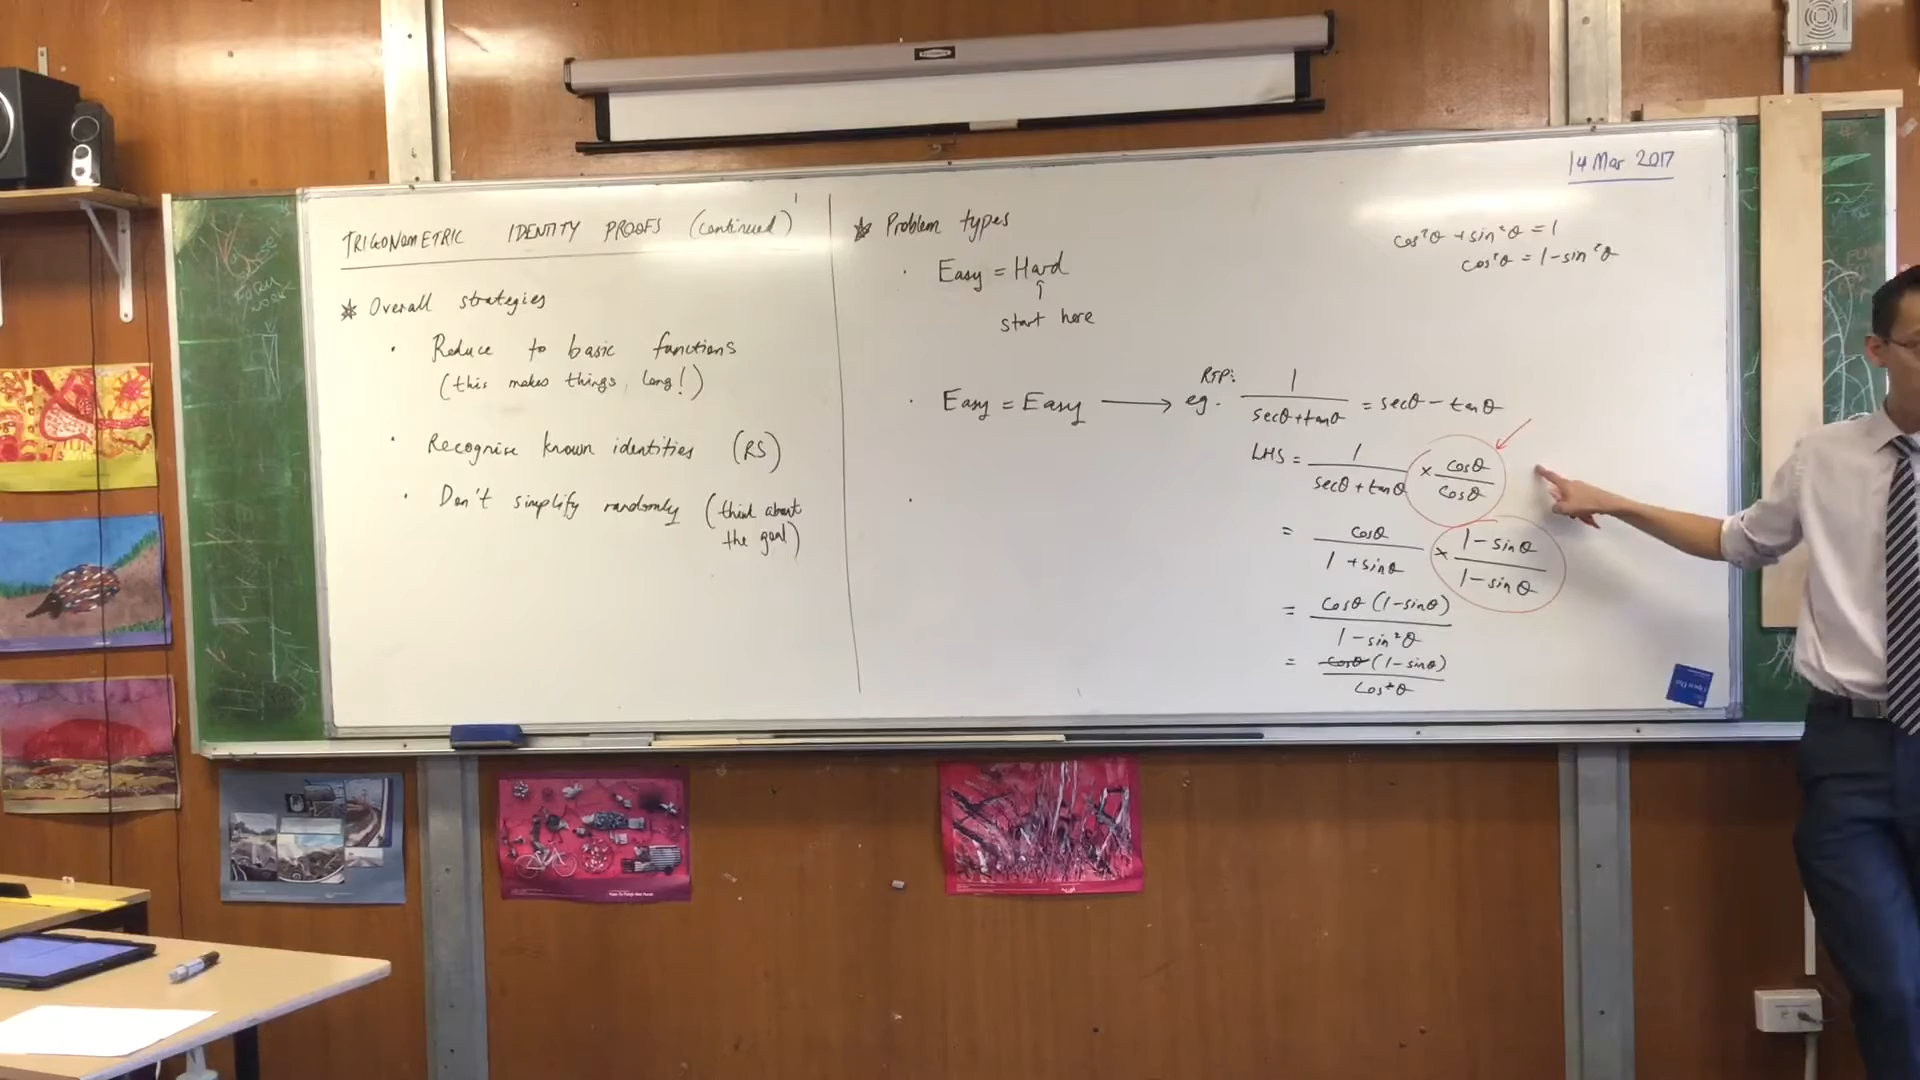 14 Mar 2017
TRIGONOMETRIC IDENTITY PROOFS (continued)
* Overall strategies
· Reduce to basic functions
(this makes things long!)
· Recognise known identities (RS)
· Don't simplify randomly (think about
the goal)
* Problem types
· Easy = Hard
↑
start here
· Easy = Easy → eg.
RTP: 1/(secθ+tanθ) = secθ − tanθ
LHS = 1/(secθ+tanθ) × cosθ/cosθ
= cosθ/(1+sinθ) × (1−sinθ)/(1−sinθ)
= cosθ(1−sinθ)/(1−sin²θ)
= cosθ(1−sinθ)/cos²θ
·
cos²θ + sin²θ = 1
cos²θ = 1−sin²θ